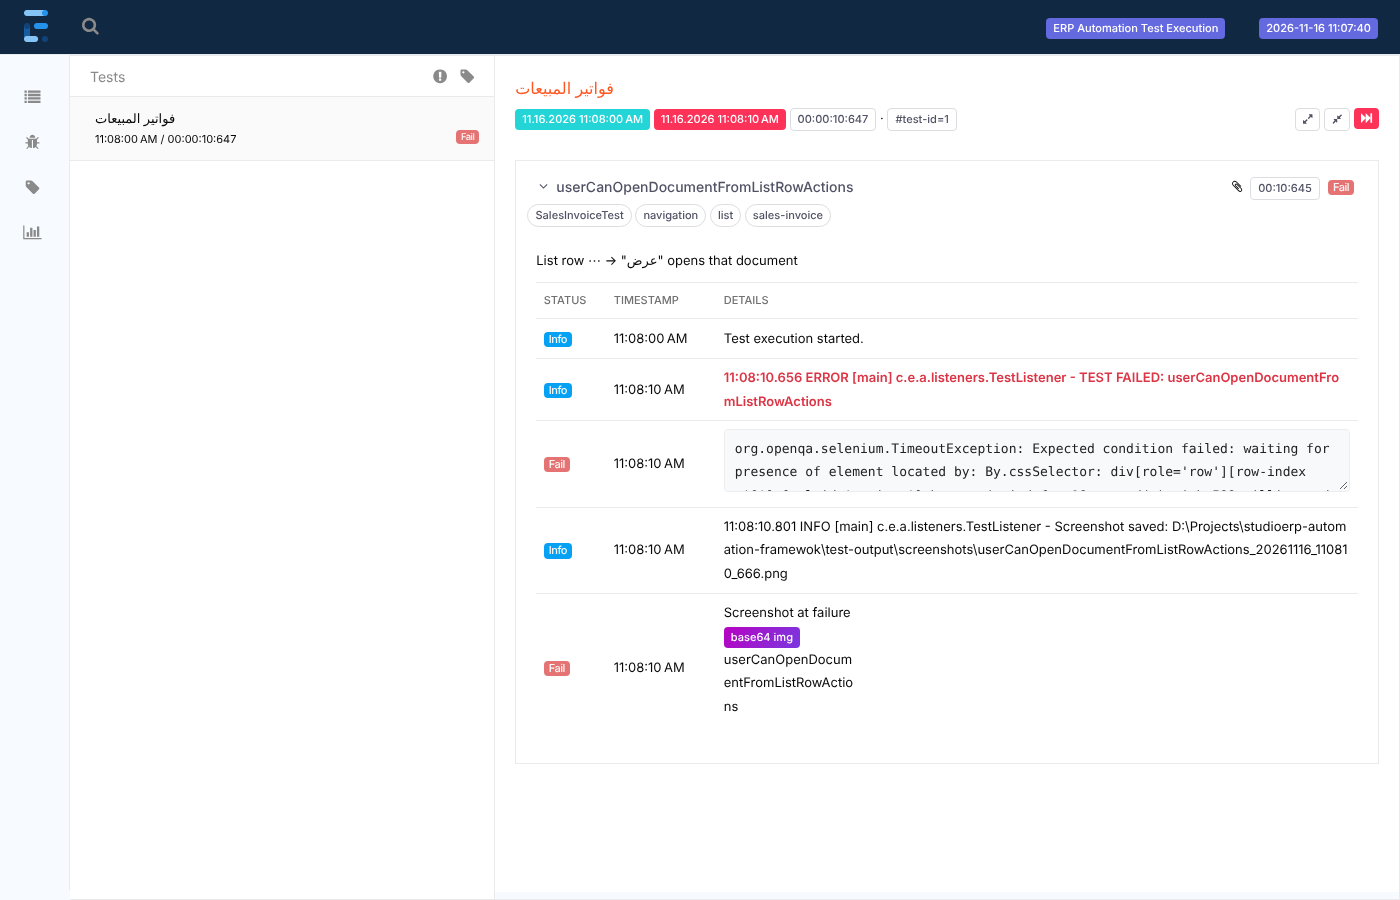 ERP Automation Test Execution
2026-11-16 11:07:40
Tests
فواتير المبيعات
11:08:00 AM / 00:00:10:647
Fail
فواتير المبيعات
11.16.2026 11:08:00 AM
11.16.2026 11:08:10 AM
00:00:10:647
· #test-id=1
userCanOpenDocumentFromListRowActions
00:10:645
Fail
SalesInvoiceTest
navigation
list
sales-invoice
List row ⋯ → "عرض" opens that document
STATUS
TIMESTAMP
DETAILS
Info
11:08:00 AM
Test execution started.
Info
11:08:10 AM
11:08:10.656 ERROR [main] c.e.a.listeners.TestListener - TEST FAILED: userCanOpenDocumentFro
mListRowActions
Fail
11:08:10 AM
org.openqa.selenium.TimeoutException: Expected condition failed: waiting for
presence of element located by: By.cssSelector: div[role='row'][row-index
Info
11:08:10 AM
11:08:10.801 INFO [main] c.e.a.listeners.TestListener - Screenshot saved: D:\Projects\studioerp-autom
ation-framewok\test-output\screenshots\userCanOpenDocumentFromListRowActions_20261116_11081
0_666.png
Fail
11:08:10 AM
Screenshot at failure
base64 img
userCanOpenDocum
entFromListRowActio
ns